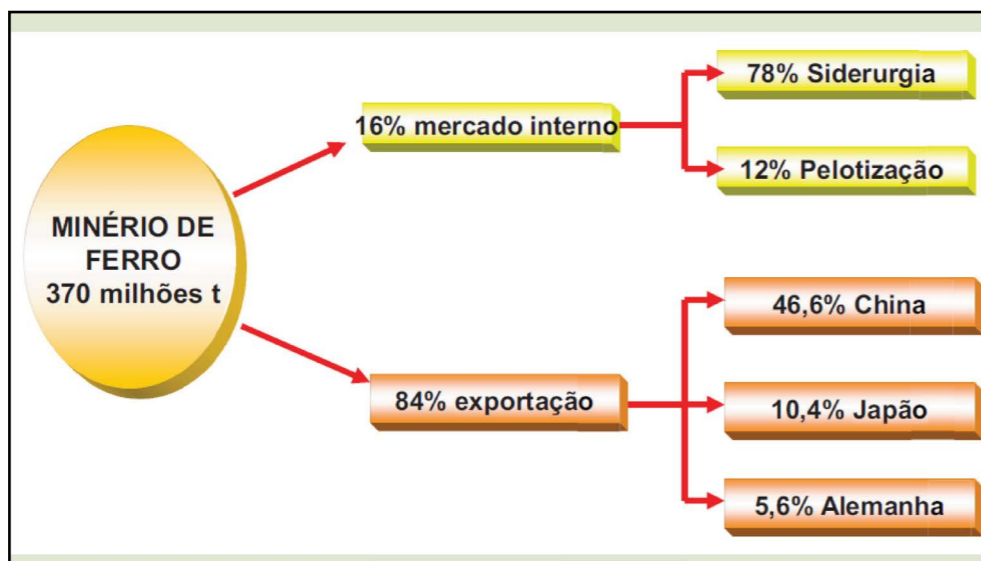 MINÉRIO DE
FERRO
370 milhões t
16% mercado interno
78% Siderurgia
12% Pelotização
84% exportação
46,6% China
10,4% Japão
5,6% Alemanha